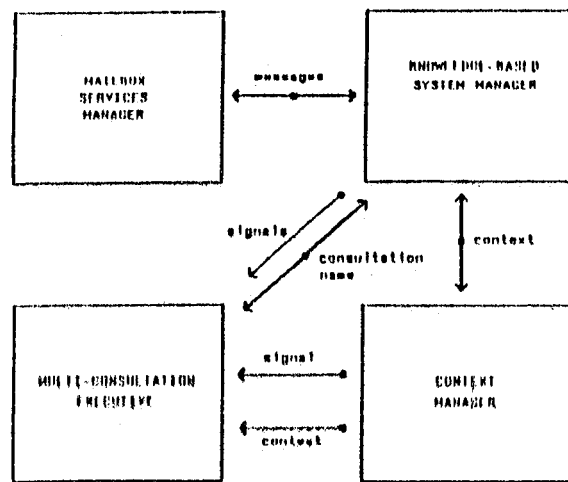 MAILBOX
SERVICES
MANAGER
messages
KNOWLEDGE-BASED
SYSTEM MANAGER
signals
consultation
name
context
MULTI-CONSULTATION
EXECUTIVE
signal
context
CONTEXT
MANAGER